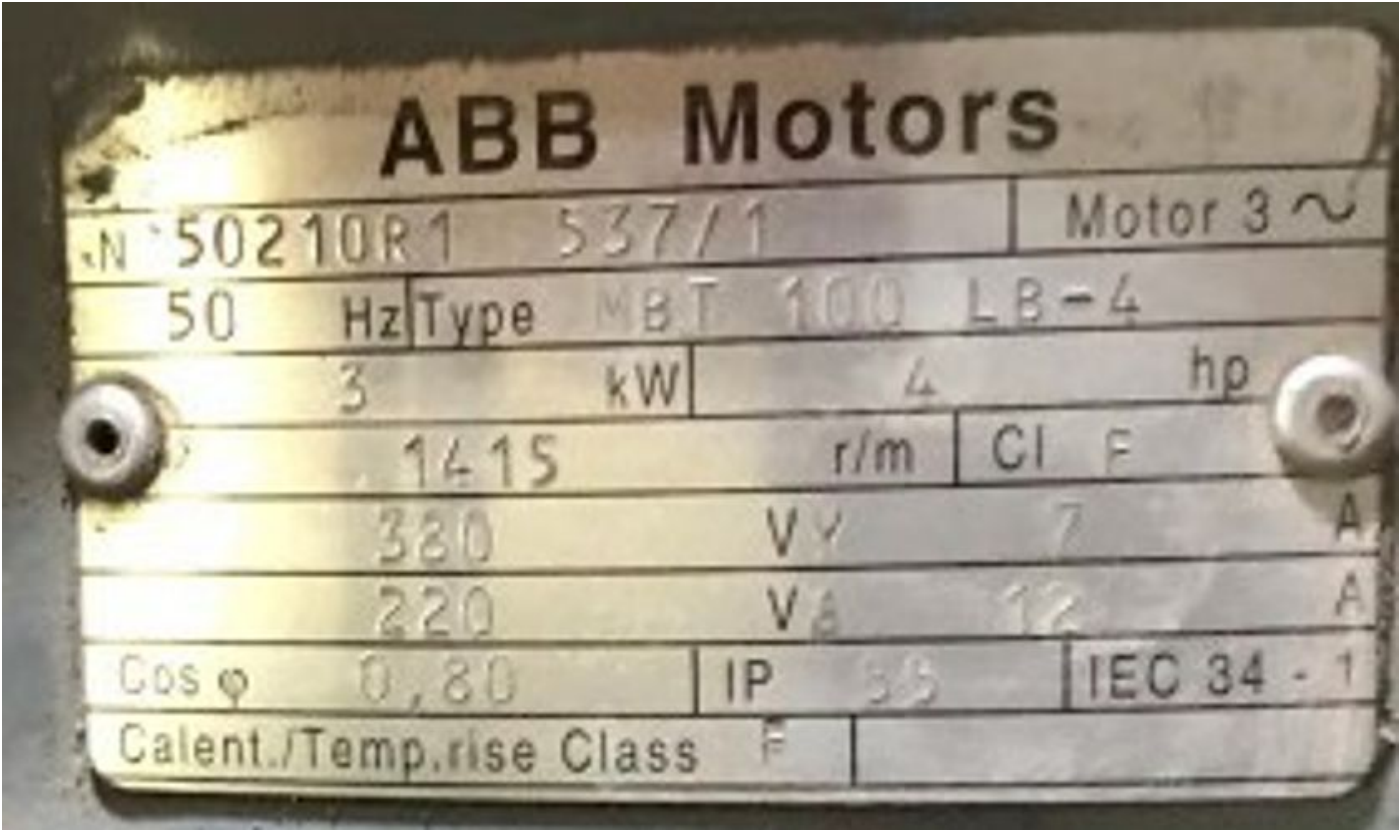 ABB Motors
N° 50210R1 537/1 Motor 3 ~
50 Hz Type MBT 100 LB-4
3 kW 4 hp
1415 r/m Cl F
380 V Y 7 A
220 V Δ 12 A
Cos φ 0,80 IP 55 IEC 34 - 1
Calent./Temp.rise Class F